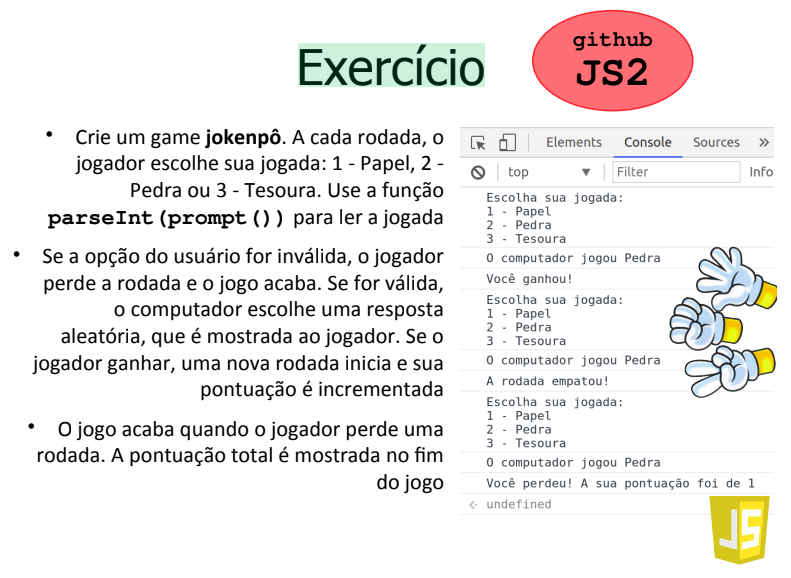 Exercício
github
JS2
• Crie um game jokenpô. A cada rodada, o
jogador escolhe sua jogada: 1 - Papel, 2 -
Pedra ou 3 - Tesoura. Use a função
parseInt(prompt()) para ler a jogada
• Se a opção do usuário for inválida, o jogador
perde a rodada e o jogo acaba. Se for válida,
o computador escolhe uma resposta
aleatória, que é mostrada ao jogador. Se o
jogador ganhar, uma nova rodada inicia e sua
pontuação é incrementada
• O jogo acaba quando o jogador perde uma
rodada. A pontuação total é mostrada no fim
do jogo
Elements Console Sources »
top ▼ Filter Info
Escolha sua jogada:
1 - Papel
2 - Pedra
3 - Tesoura
O computador jogou Pedra
Você ganhou!
Escolha sua jogada:
1 - Papel
2 - Pedra
3 - Tesoura
O computador jogou Pedra
A rodada empatou!
Escolha sua jogada:
1 - Papel
2 - Pedra
3 - Tesoura
O computador jogou Pedra
Você perdeu! A sua pontuação foi de 1
undefined
JS